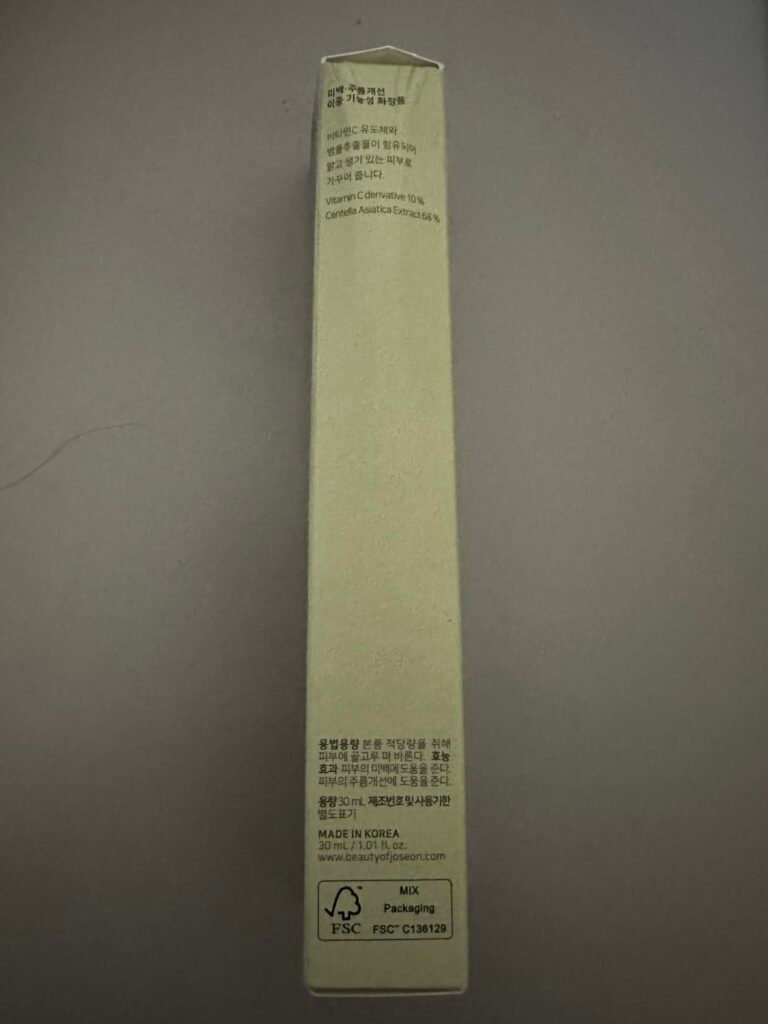 미백·주름개선
이중 기능성 화장품
비타민C 유도체와
병풀추출물이 함유되어
맑고 생기 있는 피부로
가꾸어 줍니다.
Vitamin C derivative 10 %
Centella Asiatica Extract 68 %
용법용량 본품 적당량을 취해
피부에 골고루 펴 바른다. 효능
효과 피부의 미백에 도움을 준다.
피부의 주름개선에 도움을 준다.
용량 30 mL 제조번호 및 사용기한
별도표기
MADE IN KOREA
30 mL / 1.01 fl. oz.
www.beautyofjoseon.com
MIX
Packaging
FSC FSC™ C136129